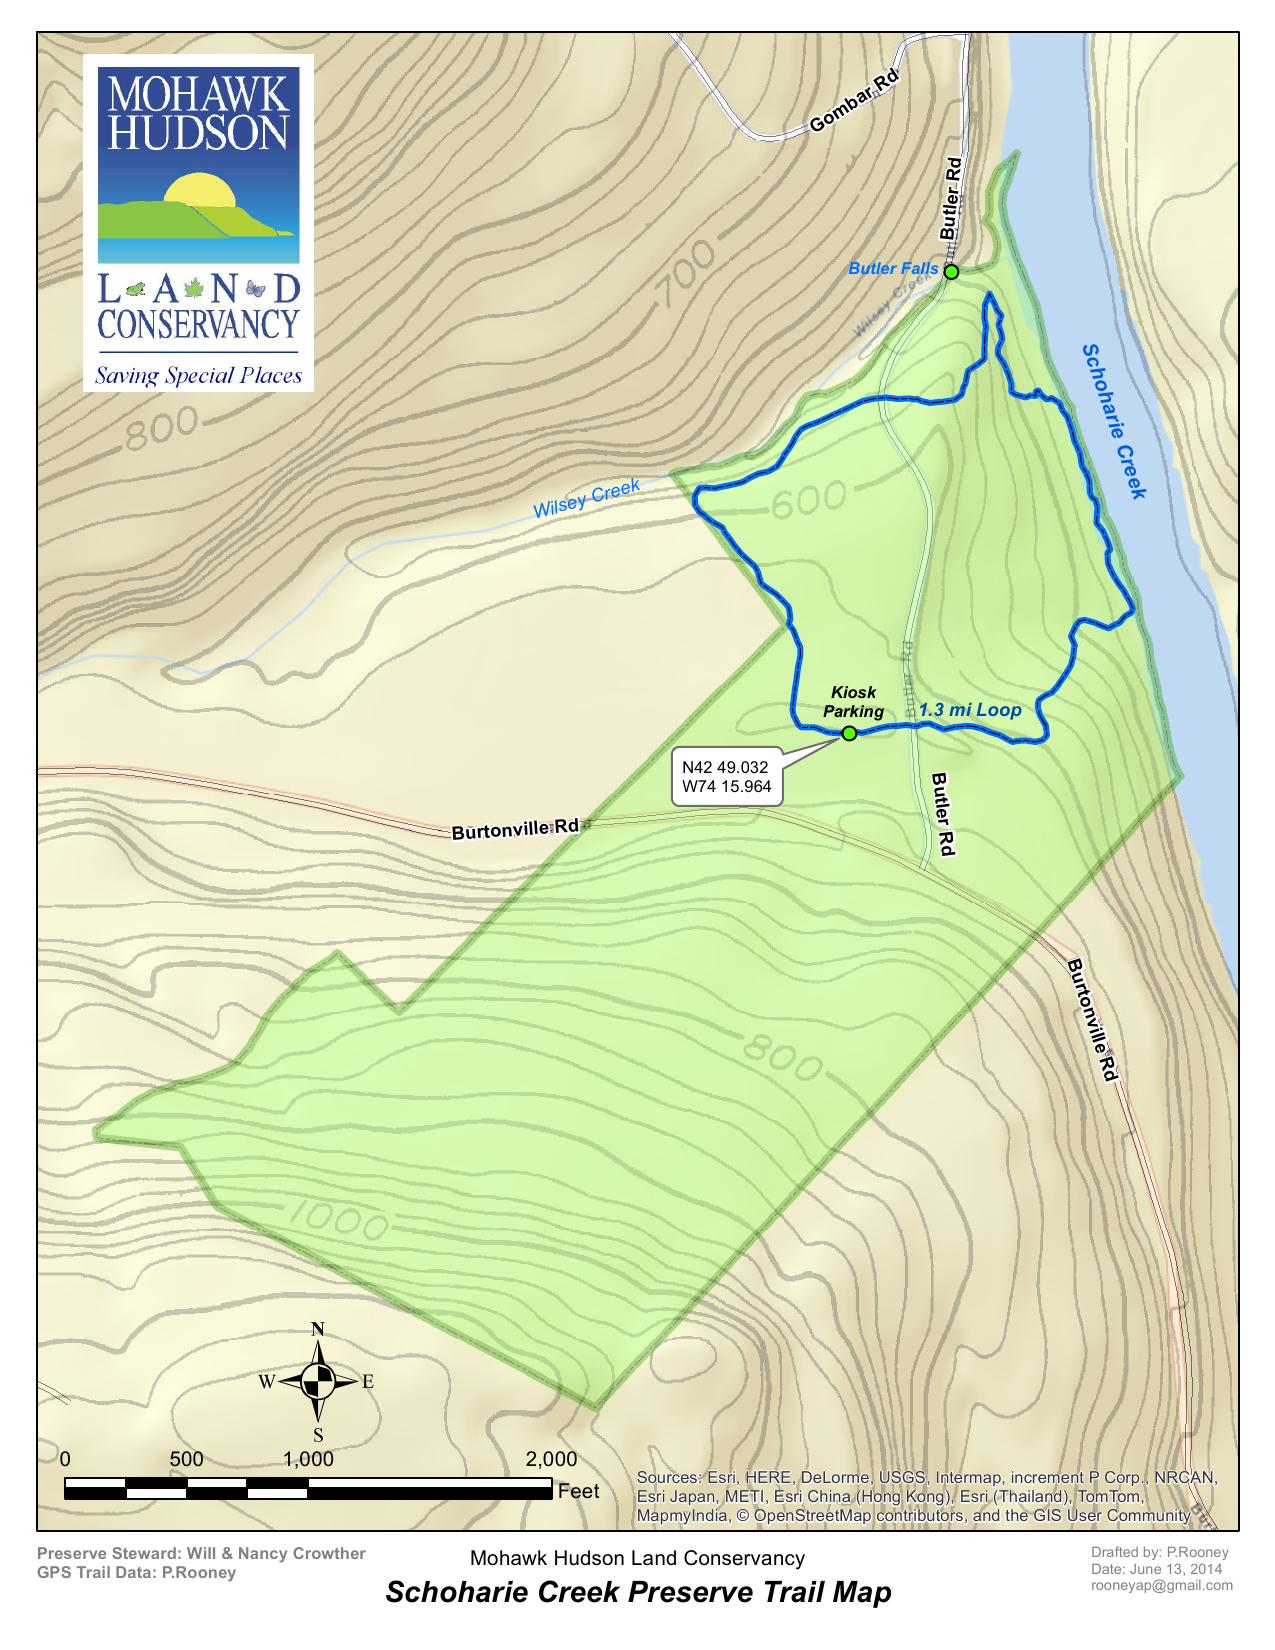 MOHAWK
HUDSON
L A N D
CONSERVANCY
Saving Special Places
Gombar Rd
Butler Rd
700
Butler Falls
Wilsey Creek
Schoharie Creek
800
Wilsey Creek
600
Butler Rd
Kiosk
Parking
1.3 mi Loop
N42 49.032
W74 15.964
Butler Rd
Burtonville Rd
Burtonville Rd
800
1000
N
W E
S
0 500 1,000 2,000
Feet
Sources: Esri, HERE, DeLorme, USGS, Intermap, increment P Corp., NRCAN,
Esri Japan, METI, Esri China (Hong Kong), Esri (Thailand), TomTom,
MapmyIndia, © OpenStreetMap contributors, and the GIS User Community
Preserve Steward: Will & Nancy Crowther
GPS Trail Data: P.Rooney
Mohawk Hudson Land Conservancy
Schoharie Creek Preserve Trail Map
Drafted by: P.Rooney
Date: June 13, 2014
rooneyap@gmail.com